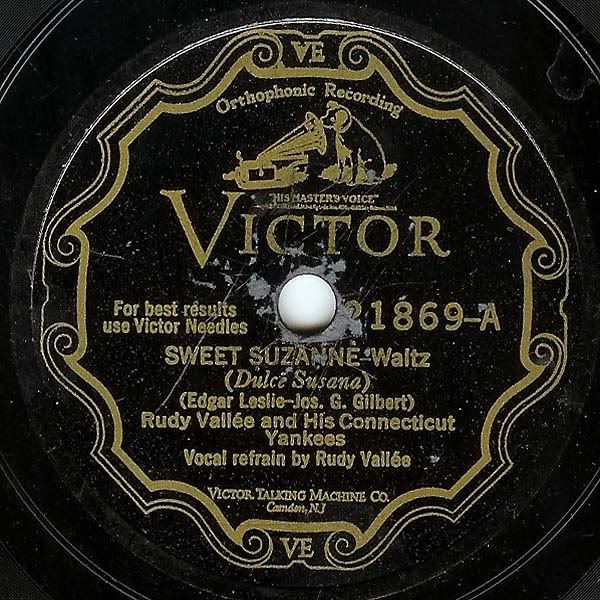 VE
Orthophonic Recording
"HIS MASTER'S VOICE"
VICTOR
For best results
use Victor Needles
21869-A
SWEET SUZANNE-Waltz
(Dulce Susana)
(Edgar Leslie-Jos. G. Gilbert)
Rudy Vallée and His Connecticut
Yankees
Vocal refrain by Rudy Vallée
VICTOR TALKING MACHINE CO.
Camden, NJ
VE